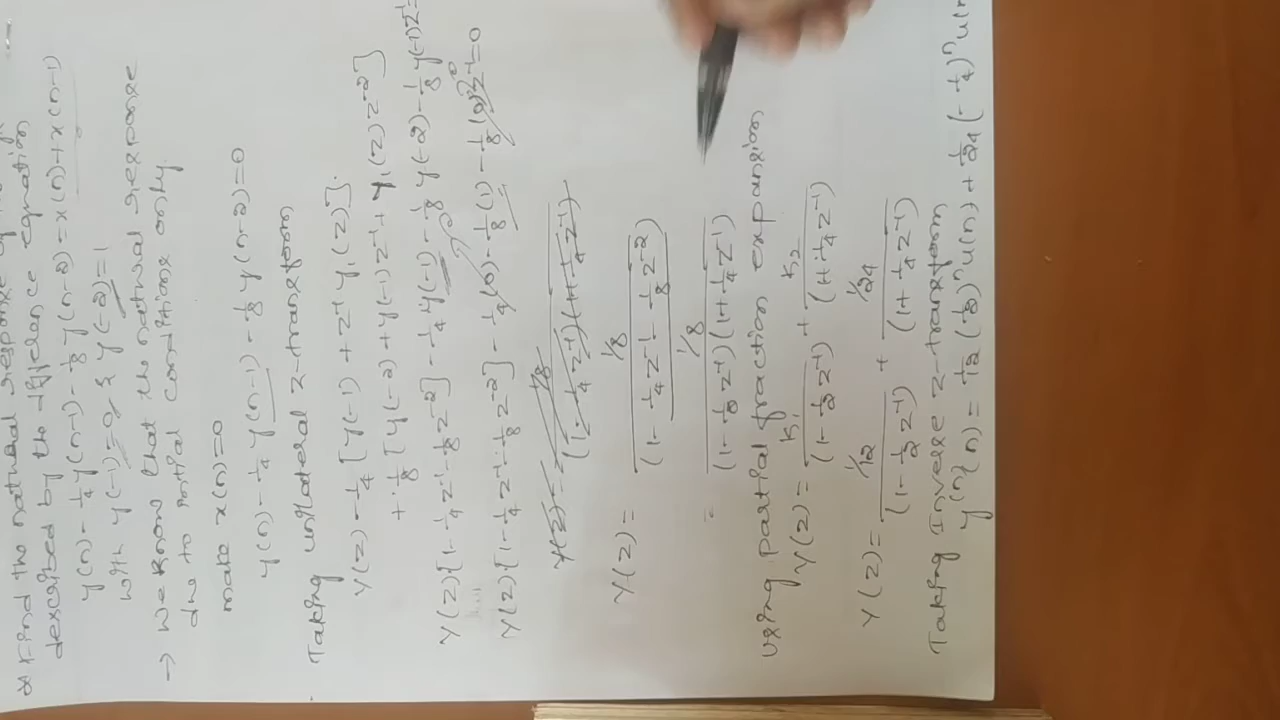 * Find the natural response
described by the difference equation
y(n) - 1/4 y(n-1) - 1/8 y(n-2) = x(n) + x(n-1)
with y(-1) = 0 & y(-2) = 1
→ We know that the natural response
due to initial conditions only.
make x(n) = 0
y(n) - 1/4 y(n-1) - 1/8 y(n-2) = 0
Taking unilateral z-transform
Y(z) - 1/4 [y(-1) + z^-1 Y(z)]
+ 1/8 [y(-2) + y(-1) z^-1 + Y(z) z^-2]
Y(z) [1 - 1/4 z^-1 - 1/8 z^-2] - 1/4 y(-1) - 1/8 y(-2) - 1/8 y(-1) z^-1 =
Y(z) [1 - 1/4 z^-1 - 1/8 z^-2] - 1/4 (0) - 1/8 (1) - 1/8 (0) z^-1 = 0
Y(z) = 1/8 / (1 - 1/4 z^-1 - 1/8 z^-2)
= 1/8 / (1 - 1/2 z^-1)(1 + 1/4 z^-1)
using partial fraction expansion
Y(z) = K1 / (1 - 1/2 z^-1) + K2 / (1 + 1/4 z^-1)
Y(z) = 1/12 / (1 - 1/2 z^-1) + 1/24 / (1 + 1/4 z^-1)
Taking Inverse z-transform
y(n) = 1/12 (1/2)^n u(n) + 1/24 (-1/4)^n u(n